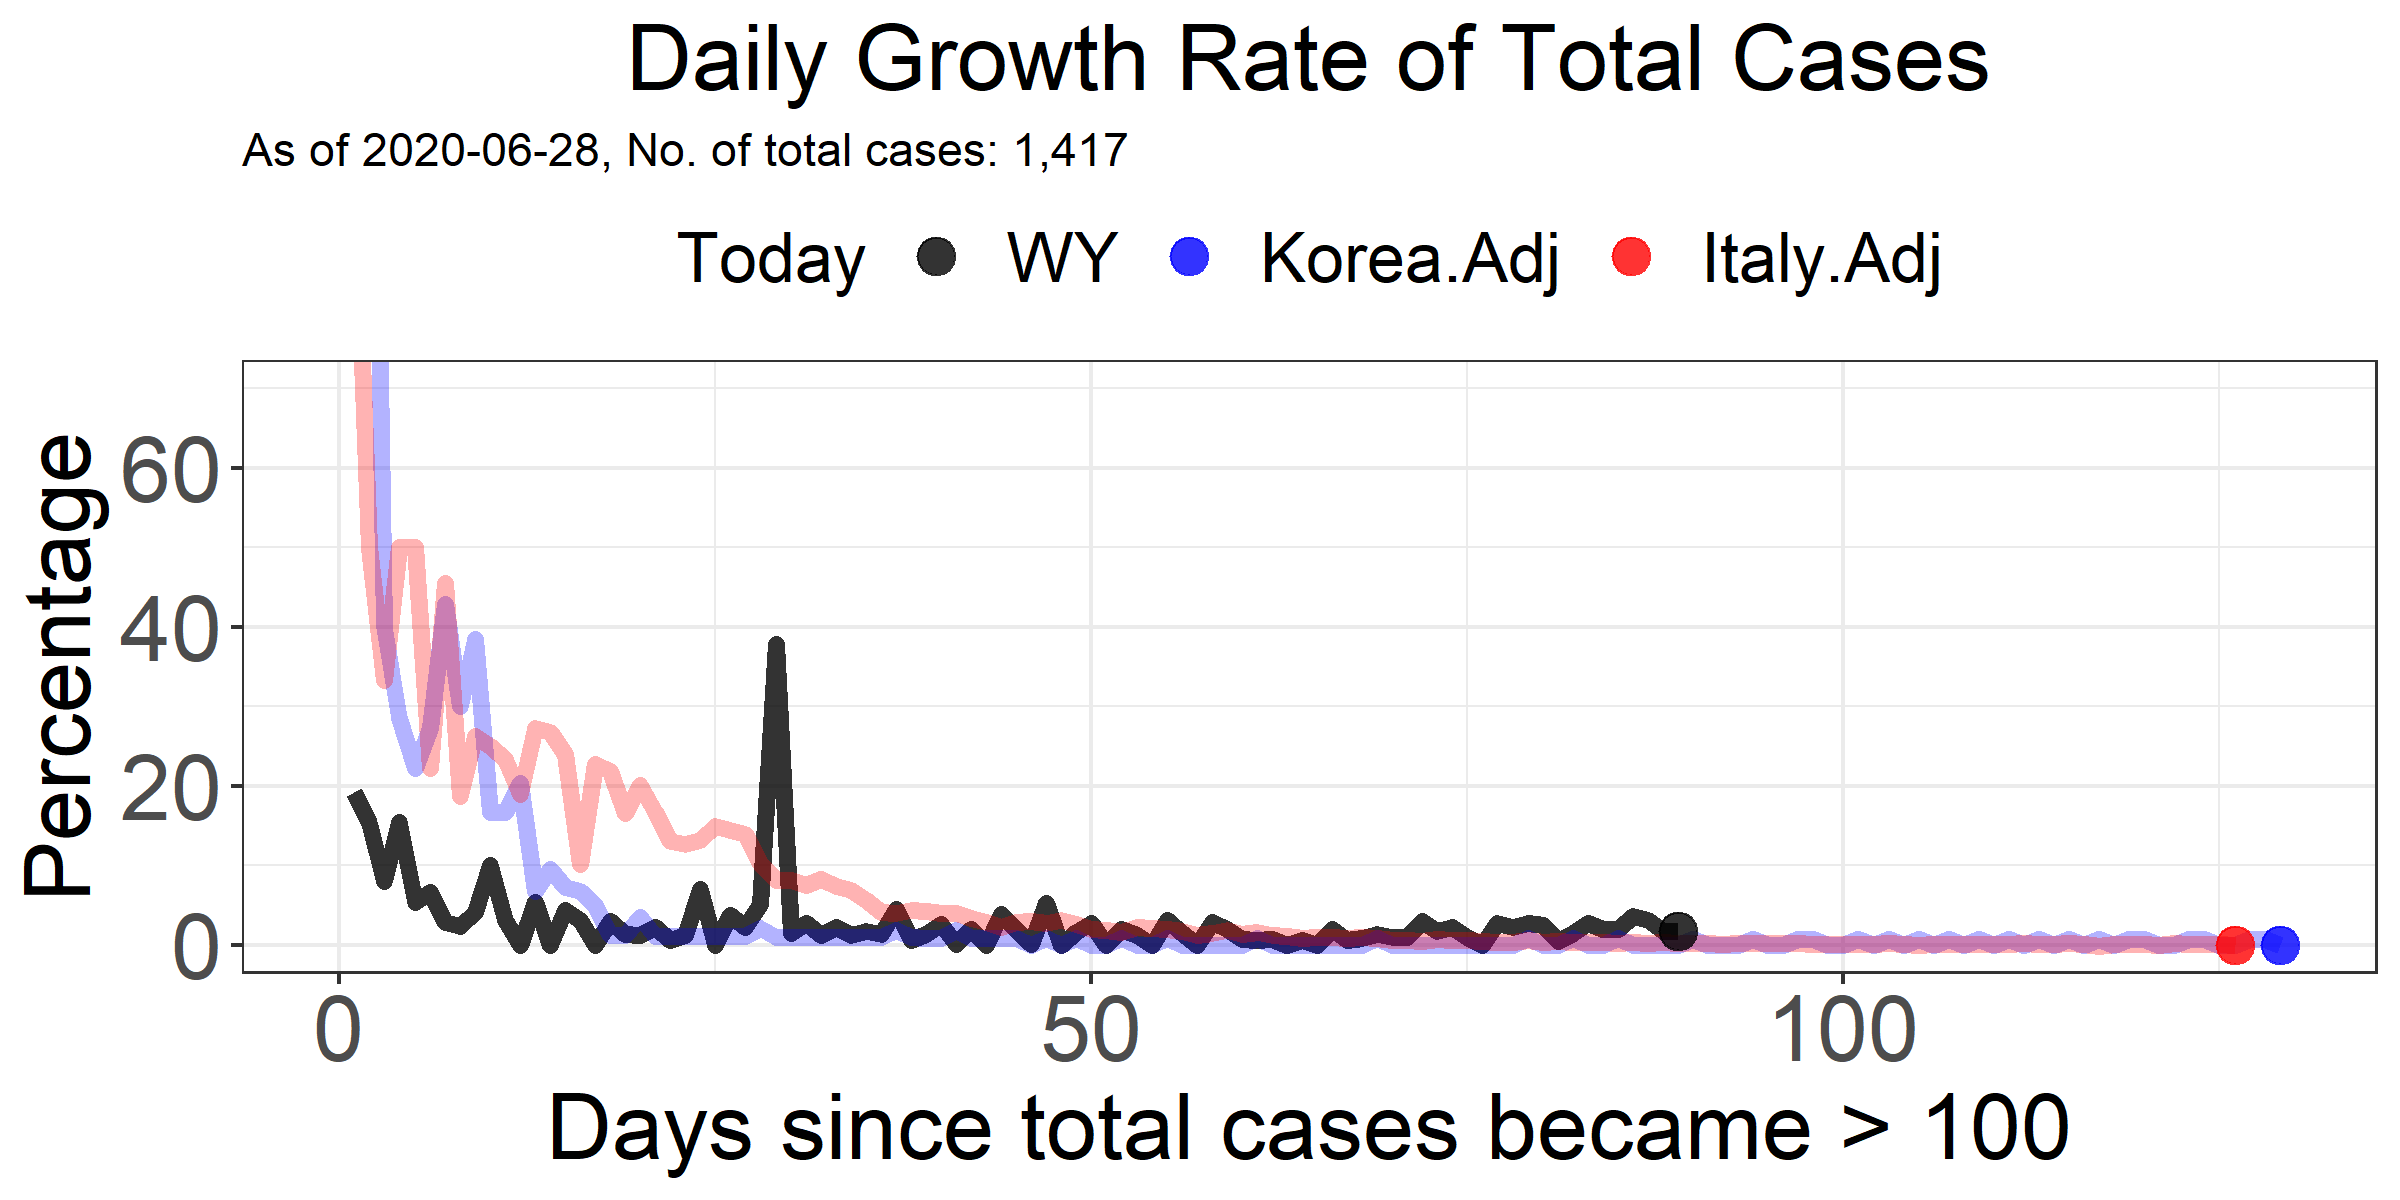 Daily Growth Rate of Total Cases
As of 2020-06-28, No. of total cases: 1,417
Today WY Korea.Adj Italy.Adj
Percentage
60
40
20
0
0 50 100
Days since total cases became > 100